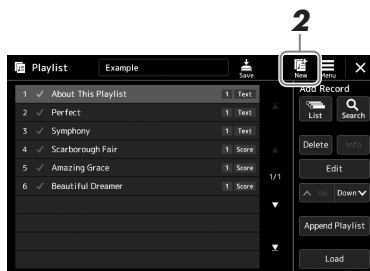 2
Playlist Example Save New Menu
Add Record
1 About This Playlist 1 Text
2 Perfect 1 Text
3 Symphony 1 Text
4 Scarborough Fair 1 Score
5 Amazing Grace 1 Score
6 Beautiful Dreamer 1 Score
1/1
List Search
Delete Info
Edit
Up Down
Append Playlist
Load